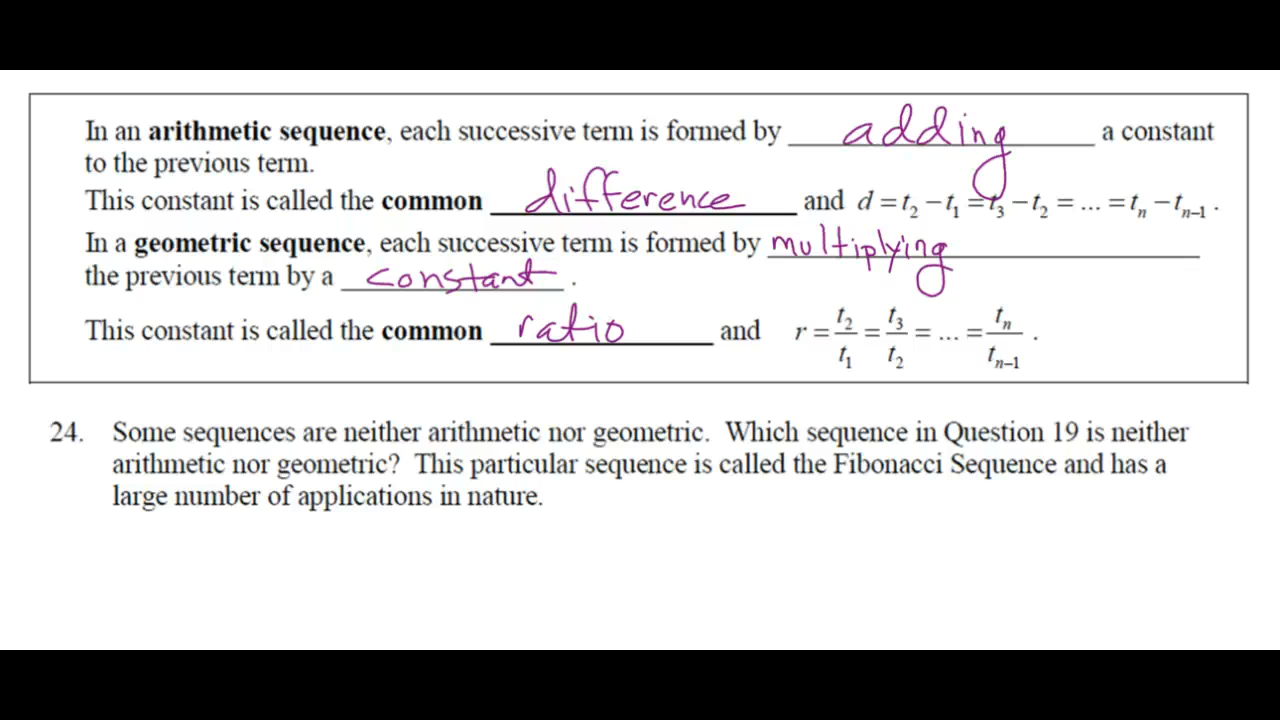 In an arithmetic sequence, each successive term is formed by adding a constant
to the previous term.
This constant is called the common difference and d = t₂ − t₁ = t₃ − t₂ = ... = tₙ − tₙ₋₁ .
In a geometric sequence, each successive term is formed by multiplying
the previous term by a constant .
This constant is called the common ratio and r = t₂/t₁ = t₃/t₂ = ... = tₙ/tₙ₋₁ .
24. Some sequences are neither arithmetic nor geometric. Which sequence in Question 19 is neither
arithmetic nor geometric? This particular sequence is called the Fibonacci Sequence and has a
large number of applications in nature.